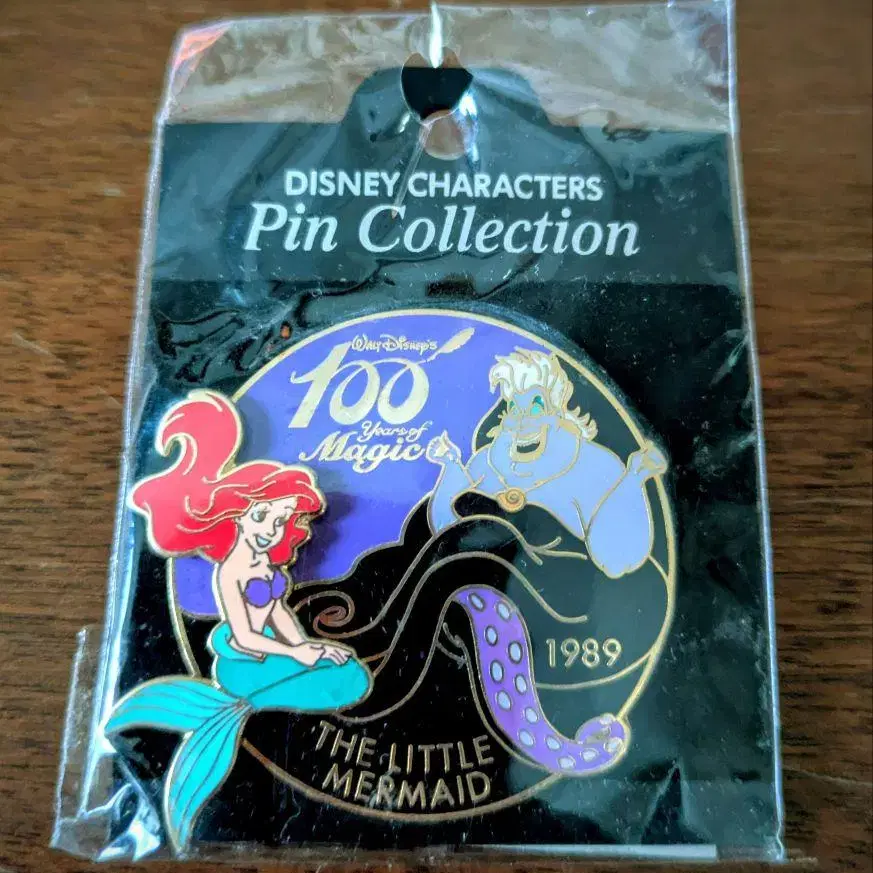 DISNEY CHARACTERS
Pin Collection
WALT DISNEY'S
100
Years of
Magic
1989
THE LITTLE
MERMAID